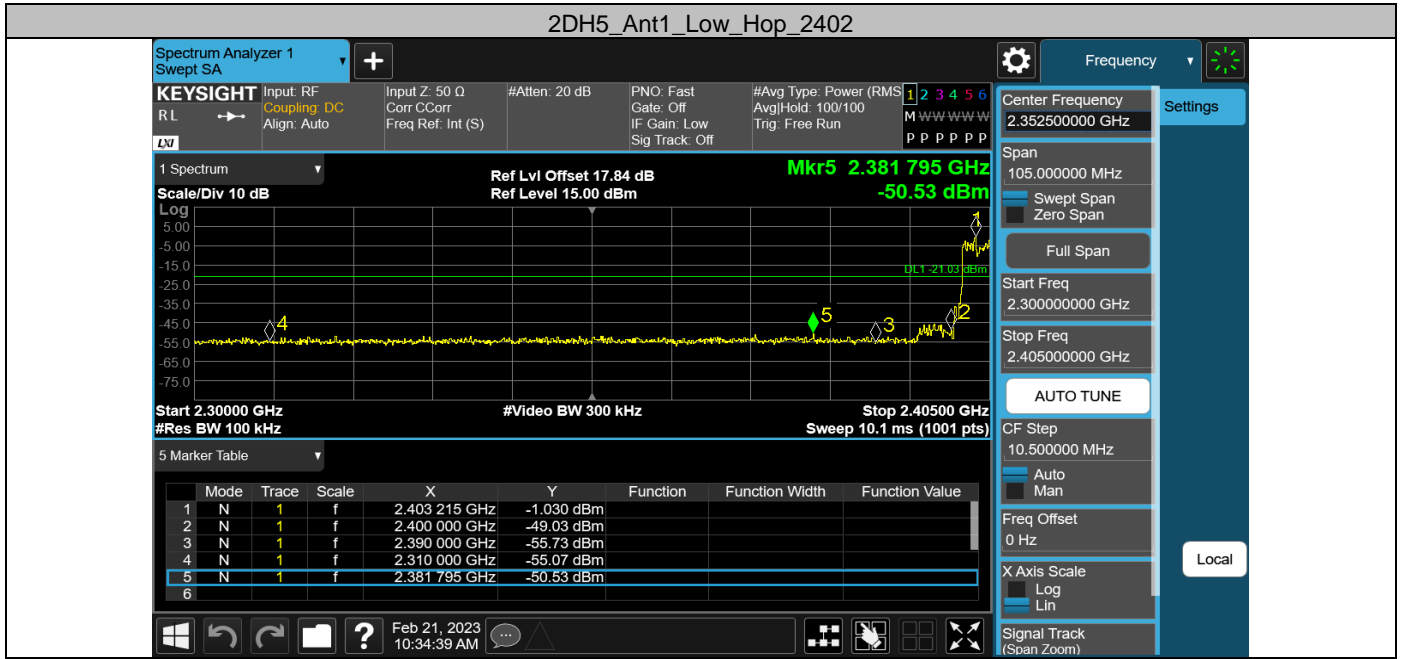 2DH5_Ant1_Low_Hop_2402
Spectrum Analyzer 1
Swept SA
Frequency
KEYSIGHT
RL
LXI
Input: RF
Coupling: DC
Align: Auto
Input Z: 50 Ω
Corr CCorr
Freq Ref: Int (S)
#Atten: 20 dB
PNO: Fast
Gate: Off
IF Gain: Low
Sig Track: Off
#Avg Type: Power (RMS
Avg|Hold: 100/100
Trig: Free Run
1 2 3 4 5 6
M W W W W W
P P P P P P
1 Spectrum
Scale/Div 10 dB
Ref Lvl Offset 17.84 dB
Ref Level 15.00 dBm
Mkr5 2.381 795 GHz
-50.53 dBm
Log
5.00
-5.00
-15.0
-25.0
-35.0
-45.0
-55.0
-65.0
-75.0
DL1 -21.03 dBm
1
2
3
4
5
Start 2.30000 GHz
#Video BW 300 kHz
Stop 2.40500 GHz
#Res BW 100 kHz
Sweep 10.1 ms (1001 pts)
5 Marker Table
Mode Trace Scale X Y Function Function Width Function Value
1 N 1 f 2.403 215 GHz -1.030 dBm
2 N 1 f 2.400 000 GHz -49.03 dBm
3 N 1 f 2.390 000 GHz -55.73 dBm
4 N 1 f 2.310 000 GHz -55.07 dBm
5 N 1 f 2.381 795 GHz -50.53 dBm
6
Feb 21, 2023
10:34:39 AM
Center Frequency
2.352500000 GHz
Span
105.000000 MHz
Swept Span
Zero Span
Full Span
Start Freq
2.300000000 GHz
Stop Freq
2.405000000 GHz
AUTO TUNE
CF Step
10.500000 MHz
Auto
Man
Freq Offset
0 Hz
X Axis Scale
Log
Lin
Signal Track
(Span Zoom)
Settings
Local